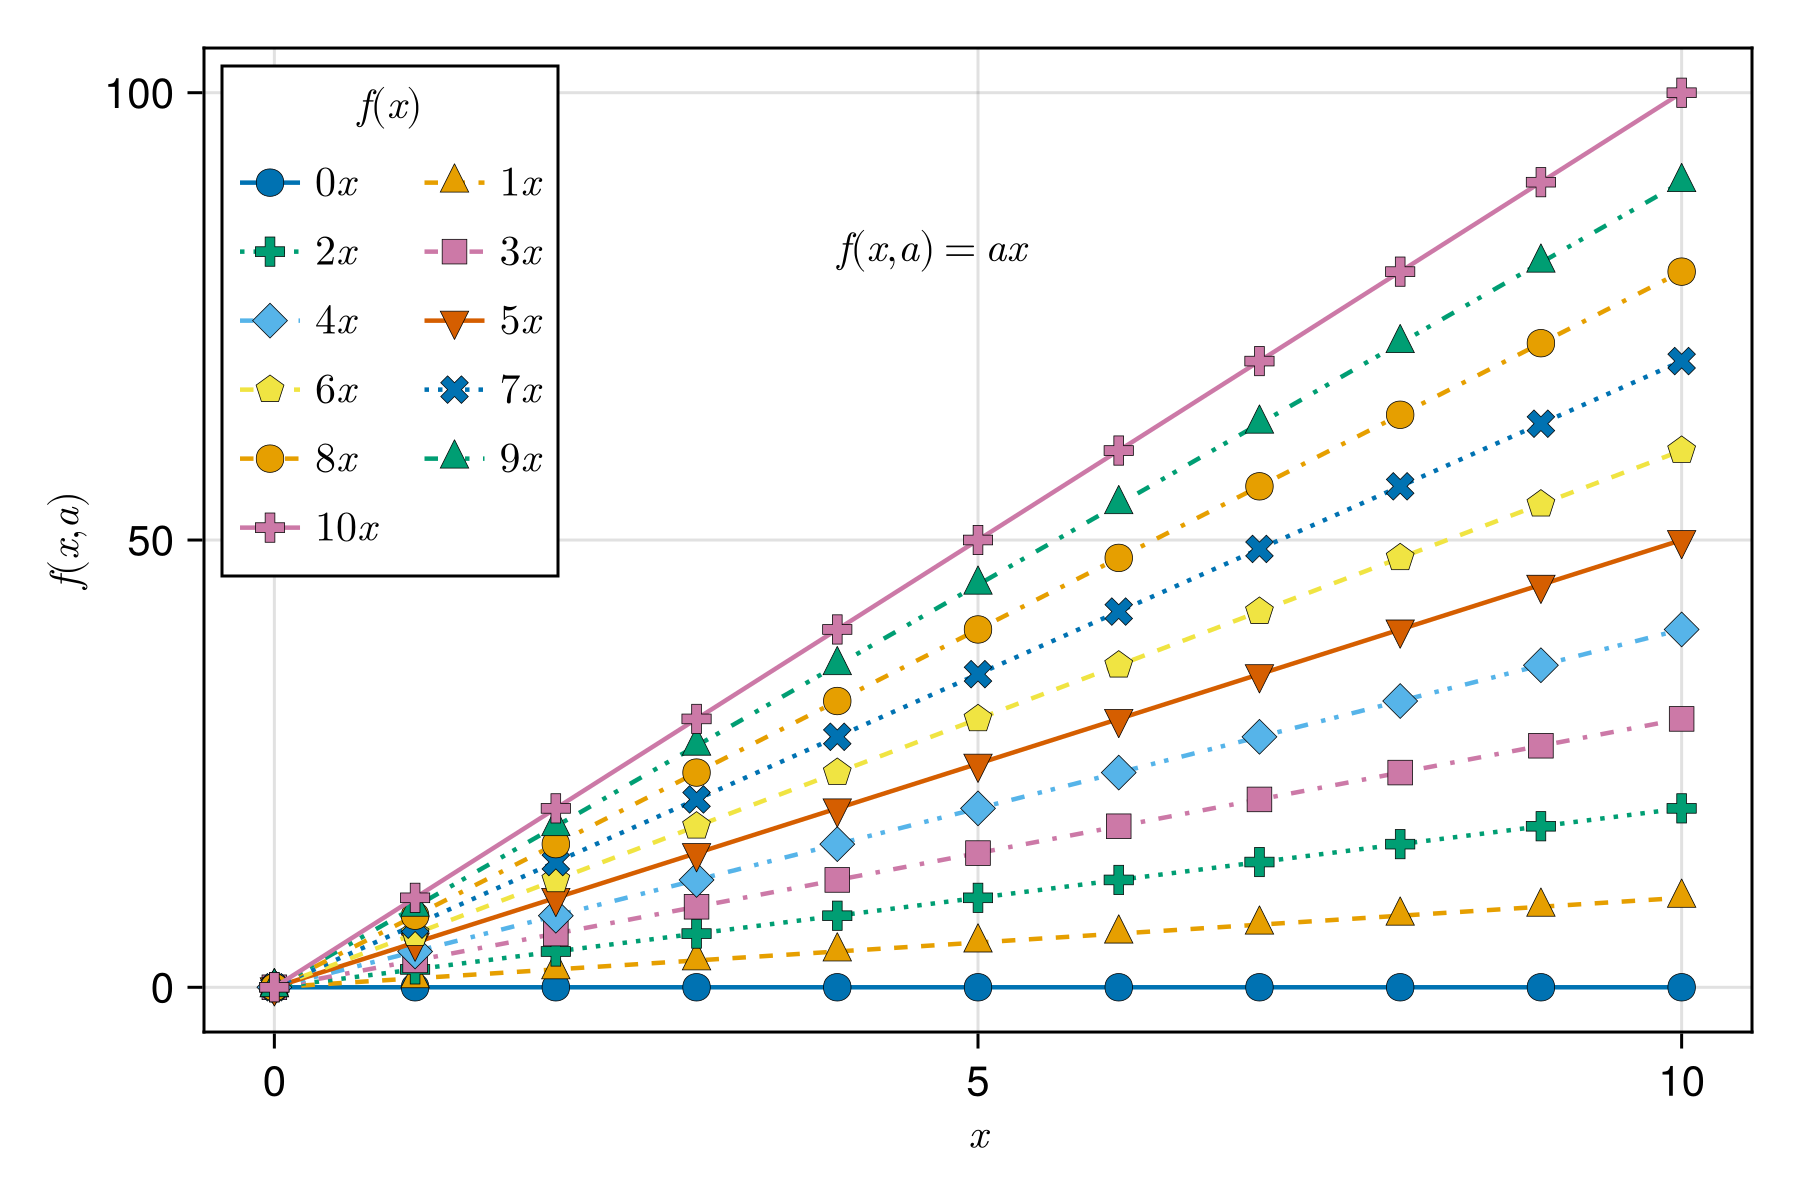 100
50
0
f(x)
0x 1x
2x 3x
4x 5x
6x 7x
8x 9x
10x
f(x,a) = ax
f(x,a)
0 5 10
x